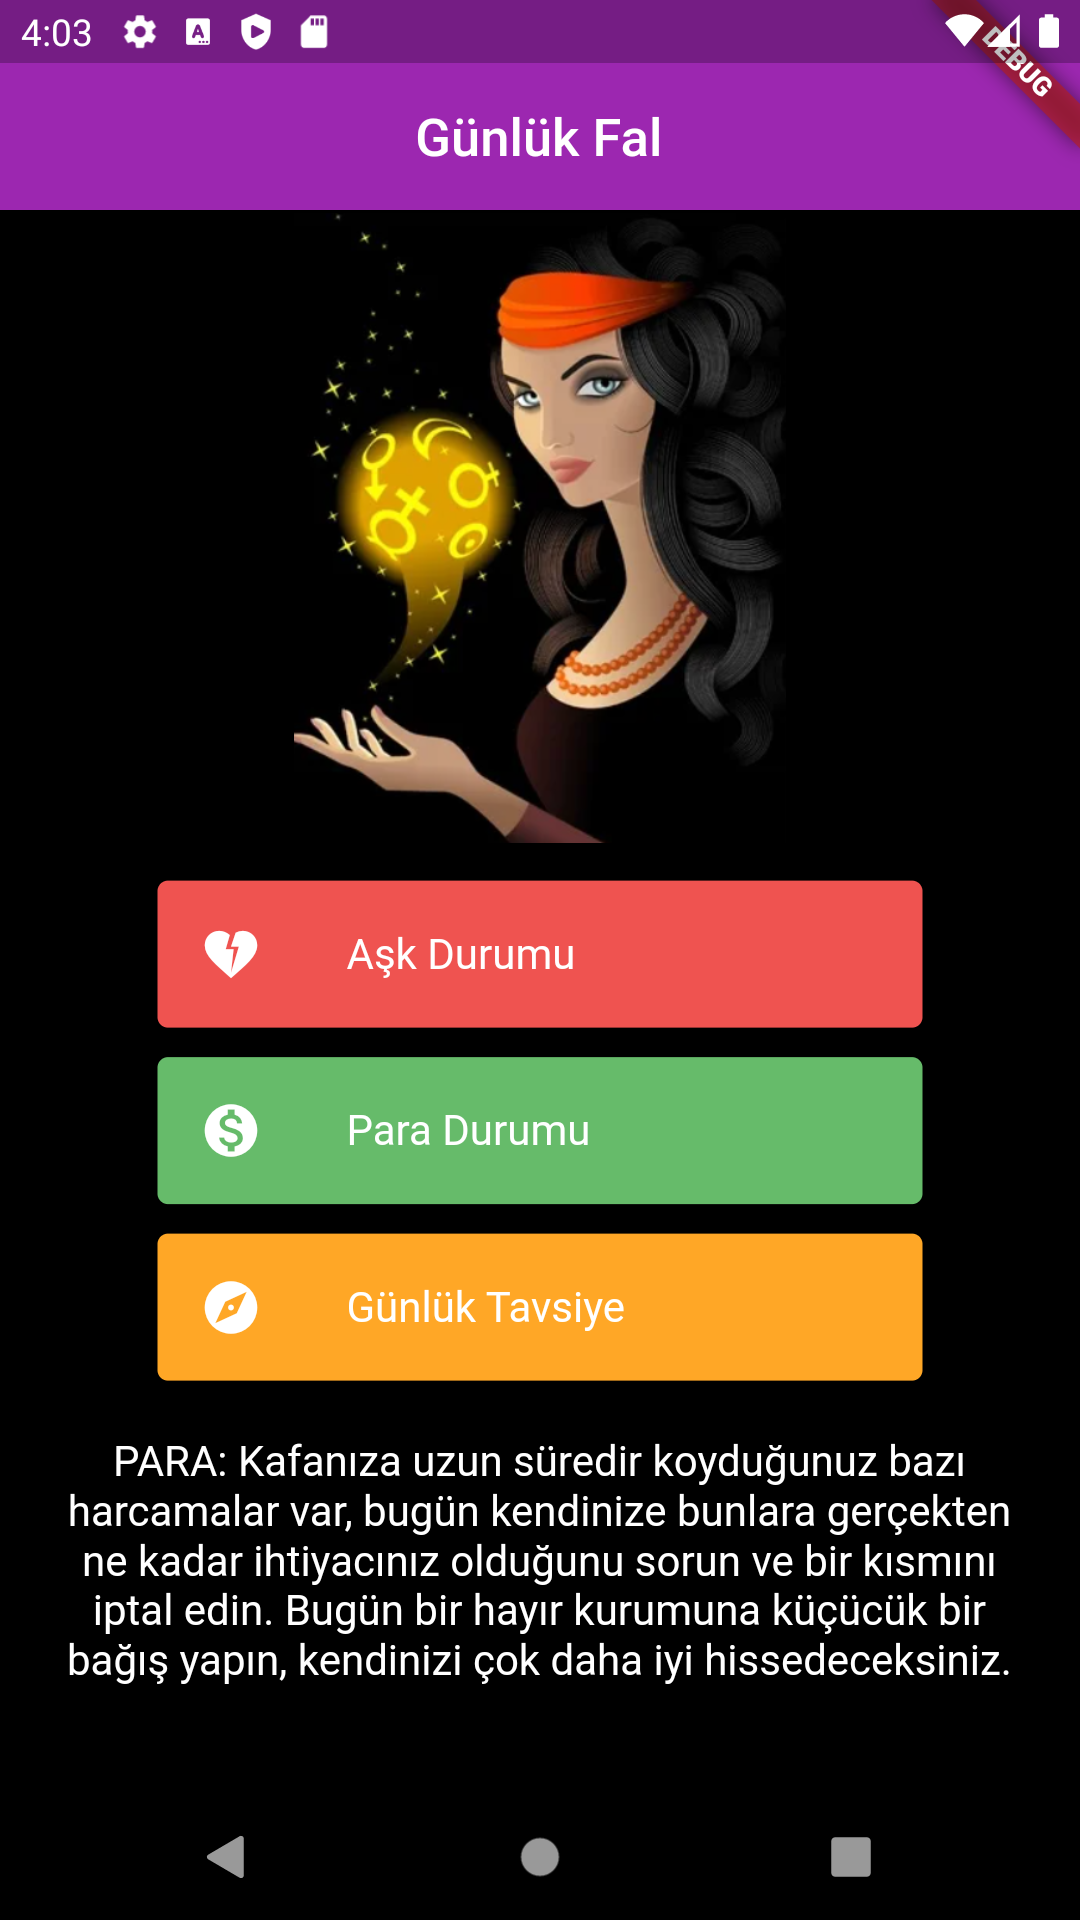 4:03
DEBUG
Günlük Fal
Aşk Durumu
Para Durumu
Günlük Tavsiye
PARA: Kafanıza uzun süredir koyduğunuz bazı
harcamalar var, bugün kendinize bunlara gerçekten
ne kadar ihtiyacınız olduğunu sorun ve bir kısmını
iptal edin. Bugün bir hayır kurumuna küçücük bir
bağış yapın, kendinizi çok daha iyi hissedeceksiniz.